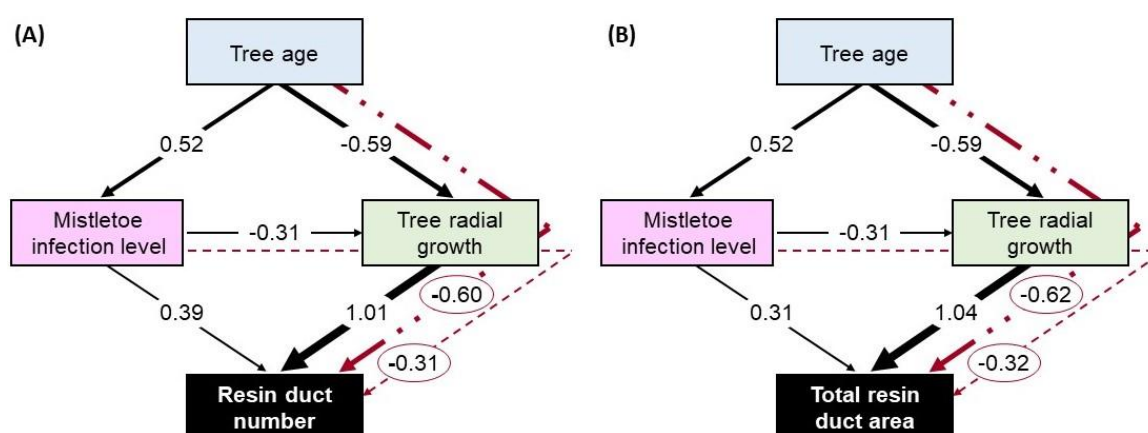 (A)
Tree age
0.52
-0.59
Mistletoe
infection level
-0.31
Tree radial
growth
0.39
1.01
-0.60
-0.31
Resin duct
number
(B)
Tree age
0.52
-0.59
Mistletoe
infection level
-0.31
Tree radial
growth
0.31
1.04
-0.62
-0.32
Total resin
duct area